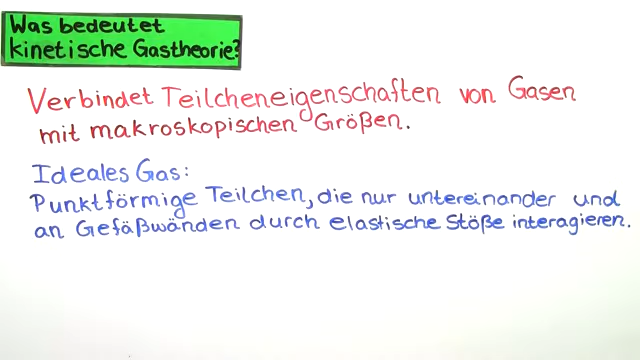 Was bedeutet
kinetische Gastheorie?
Verbindet Teilcheneigenschaften von Gasen
mit makroskopischen Größen.
Ideales Gas:
Punktförmige Teilchen, die nur untereinander und
an Gefäßwänden durch elastische Stöße interagieren.